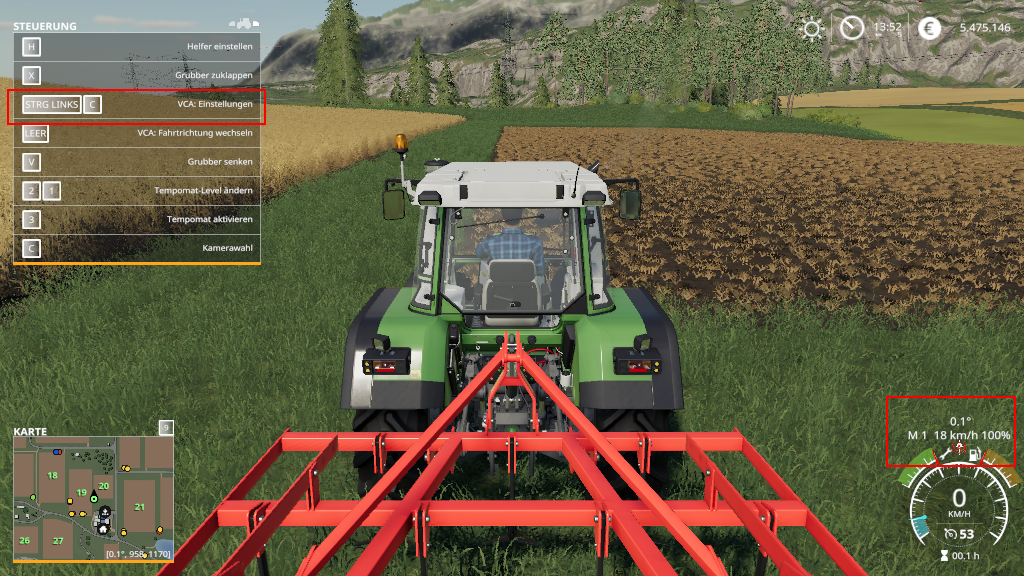 STEUERUNG
H Helfer einstellen
X Grubber zuklappen
STRG LINKS C VCA: Einstellungen
LEER VCA: Fahrtrichtung wechseln
V Grubber senken
2 1 Tempomat-Level ändern
3 Tempomat aktivieren
C Kamerawahl
13:52 € 5.475.146
KARTE 9
18
19 20
21
26 27
[0.1°, 958, 1170]
0.1°
M 1 18 km/h 100%
0
KM/H
53
00.1 h